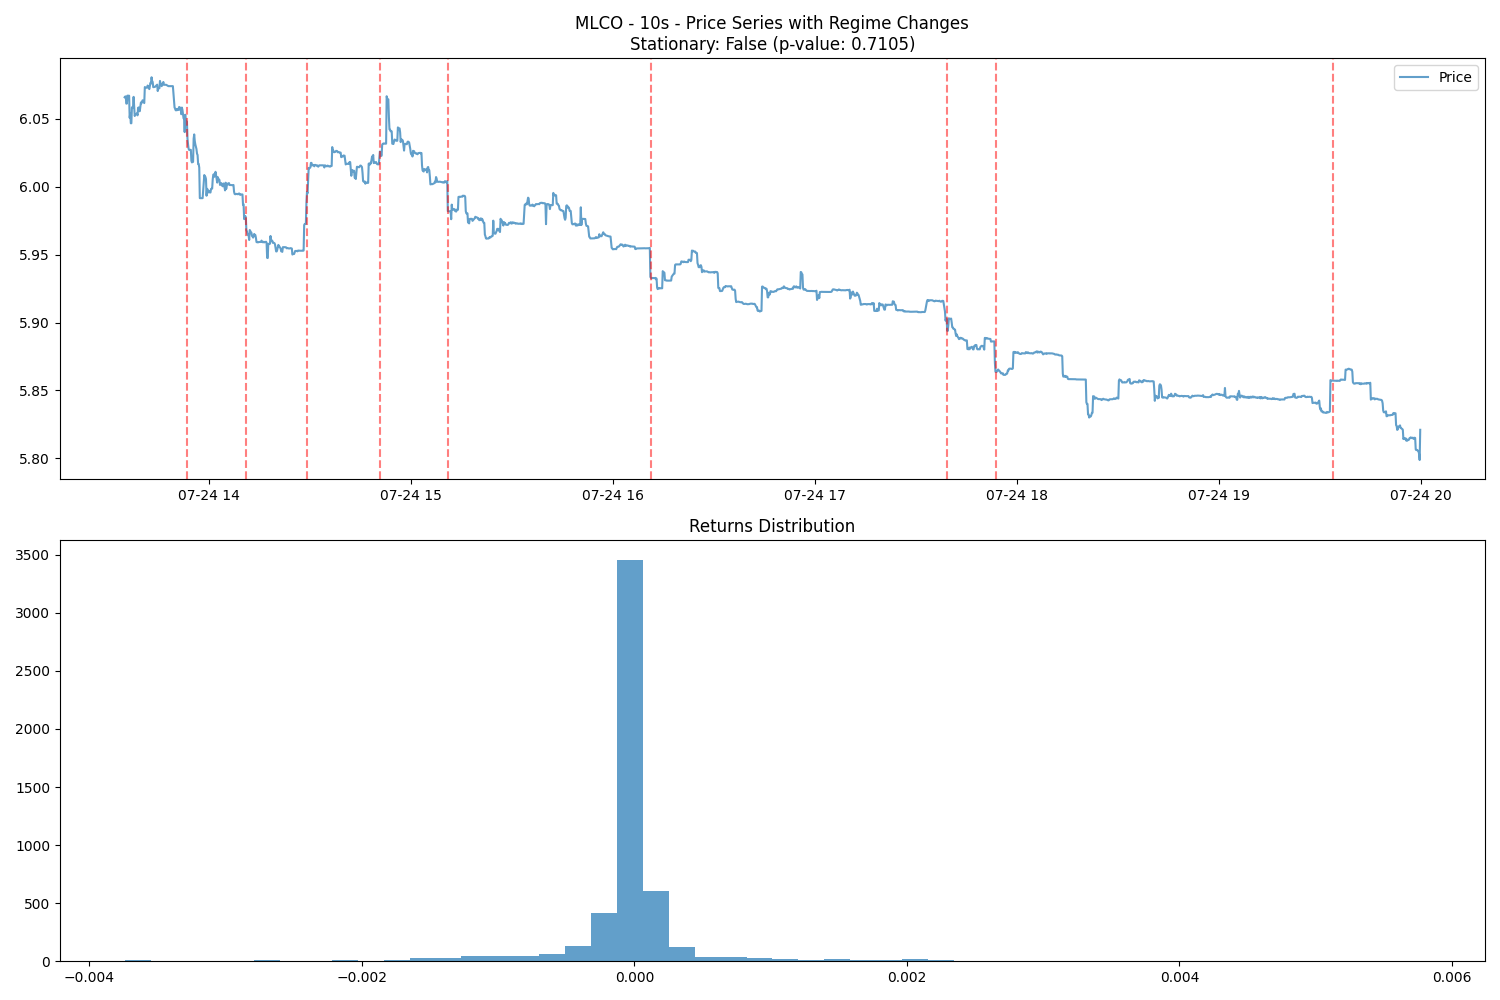 MLCO - 10s - Price Series with Regime Changes
Stationary: False (p-value: 0.7105)
Price
6.05
6.00
5.95
5.90
5.85
5.80
07-24 14 07-24 15 07-24 16 07-24 17 07-24 18 07-24 19 07-24 20
Returns Distribution
3500
3000
2500
2000
1500
1000
500
0
−0.004 −0.002 0.000 0.002 0.004 0.006